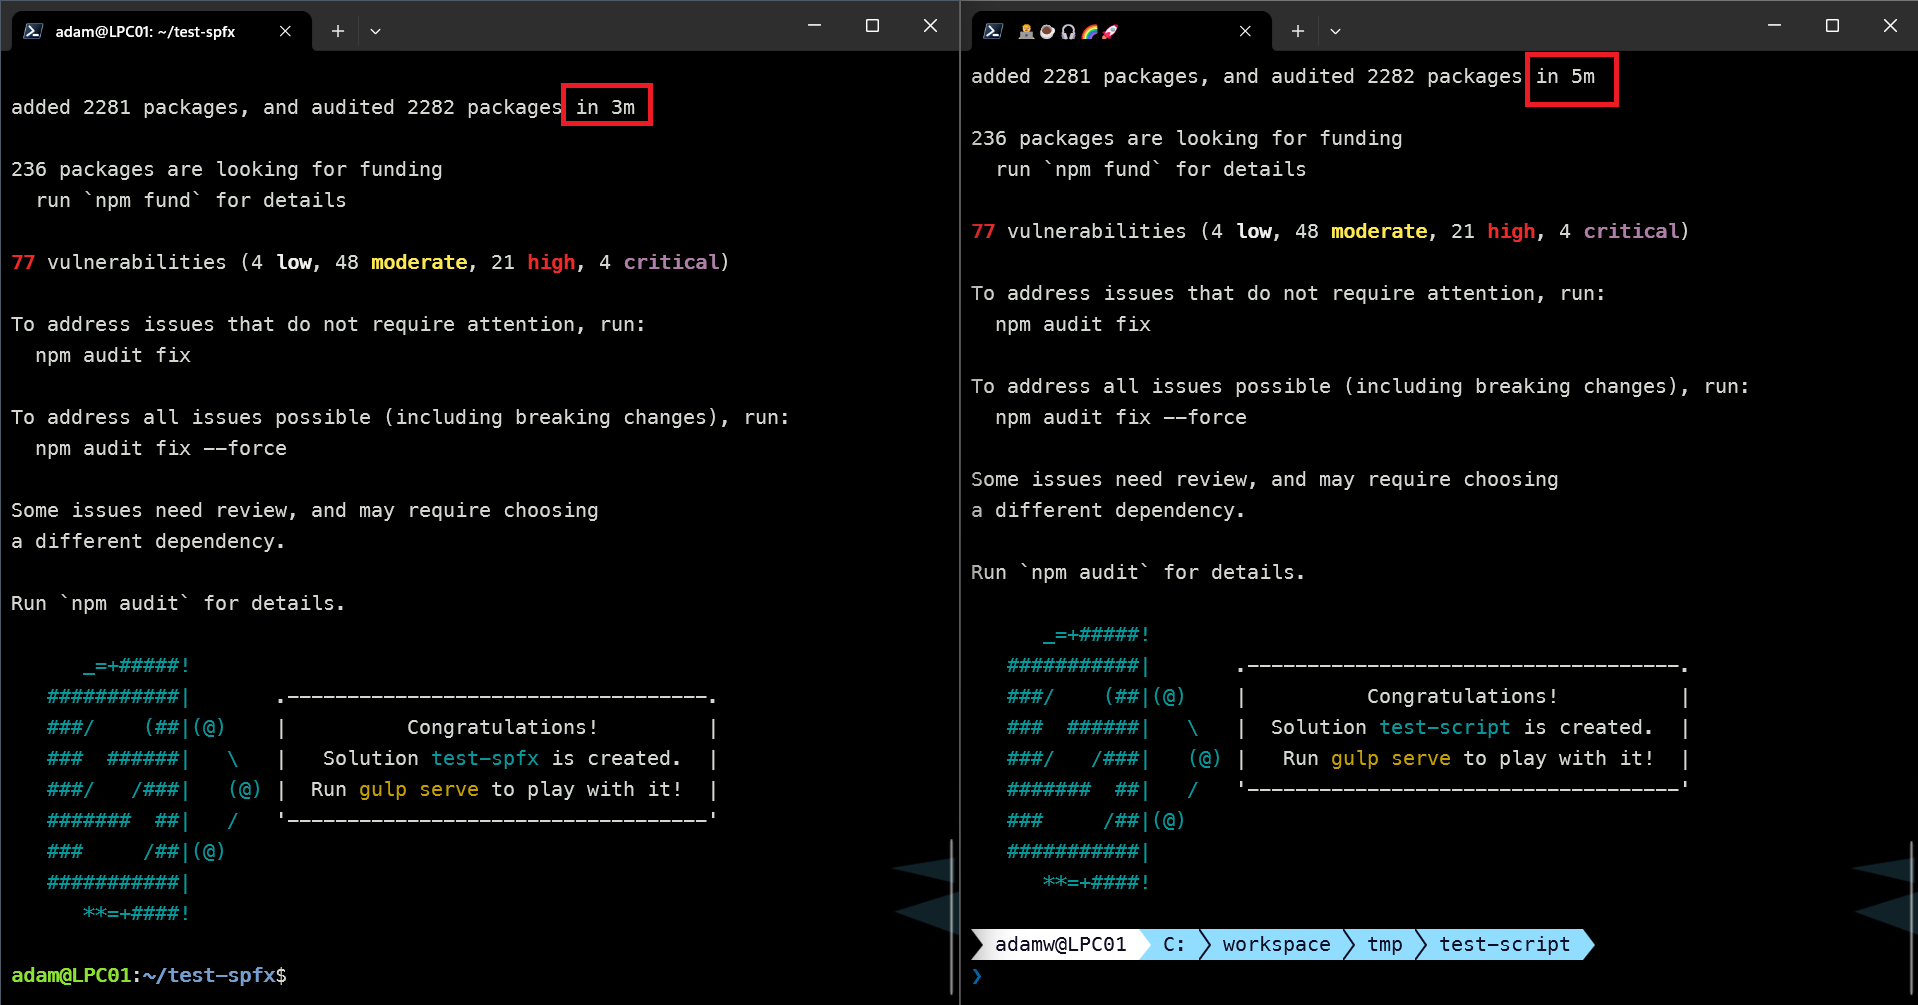 adam@LPC01: ~/test-spfx
added 2281 packages, and audited 2282 packages in 3m
236 packages are looking for funding
  run `npm fund` for details
77 vulnerabilities (4 low, 48 moderate, 21 high, 4 critical)
To address issues that do not require attention, run:
  npm audit fix
To address all issues possible (including breaking changes), run:
  npm audit fix --force
Some issues need review, and may require choosing
a different dependency.
Run `npm audit` for details.
      _=+#####!
   ###########|       .-----------------------------------.
   ###/    (##|(@)    |          Congratulations!         |
   ###  ######|   \   |   Solution test-spfx is created.  |
   ###/   /###|   (@) |  Run gulp serve to play with it!  |
   #######  ##|   /   '-----------------------------------'
   ###     /##|(@)
   ###########|
      **=+####!
adam@LPC01:~/test-spfx$
added 2281 packages, and audited 2282 packages in 5m
236 packages are looking for funding
  run `npm fund` for details
77 vulnerabilities (4 low, 48 moderate, 21 high, 4 critical)
To address issues that do not require attention, run:
  npm audit fix
To address all issues possible (including breaking changes), run:
  npm audit fix --force
Some issues need review, and may require choosing
a different dependency.
Run `npm audit` for details.
      _=+#####!
   ###########|       .------------------------------------.
   ###/    (##|(@)    |          Congratulations!          |
   ###  ######|   \   |  Solution test-script is created.  |
   ###/   /###|   (@) |   Run gulp serve to play with it!  |
   #######  ##|   /   '------------------------------------'
   ###     /##|(@)
   ###########|
      **=+####!
adamw@LPC01 C: workspace tmp test-script
❯